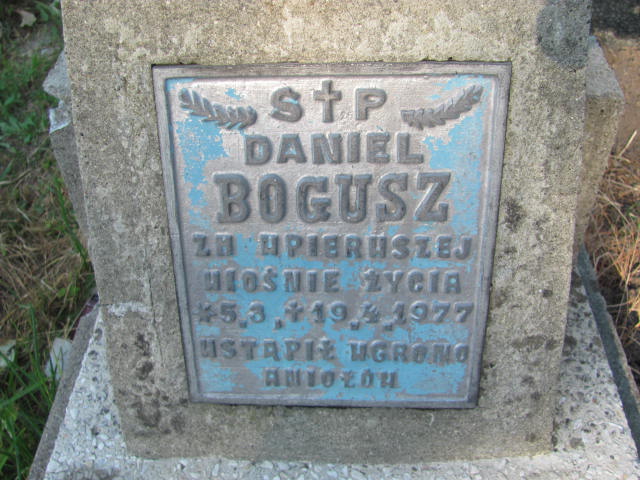 S†P
DANIEL
BOGUSZ
ZM W PIERWSZEJ
WIOŚNIE ŻYCIA
*5.3.†19.4.1977
WSTĄPIŁ W GRONO
ANIOŁÓW